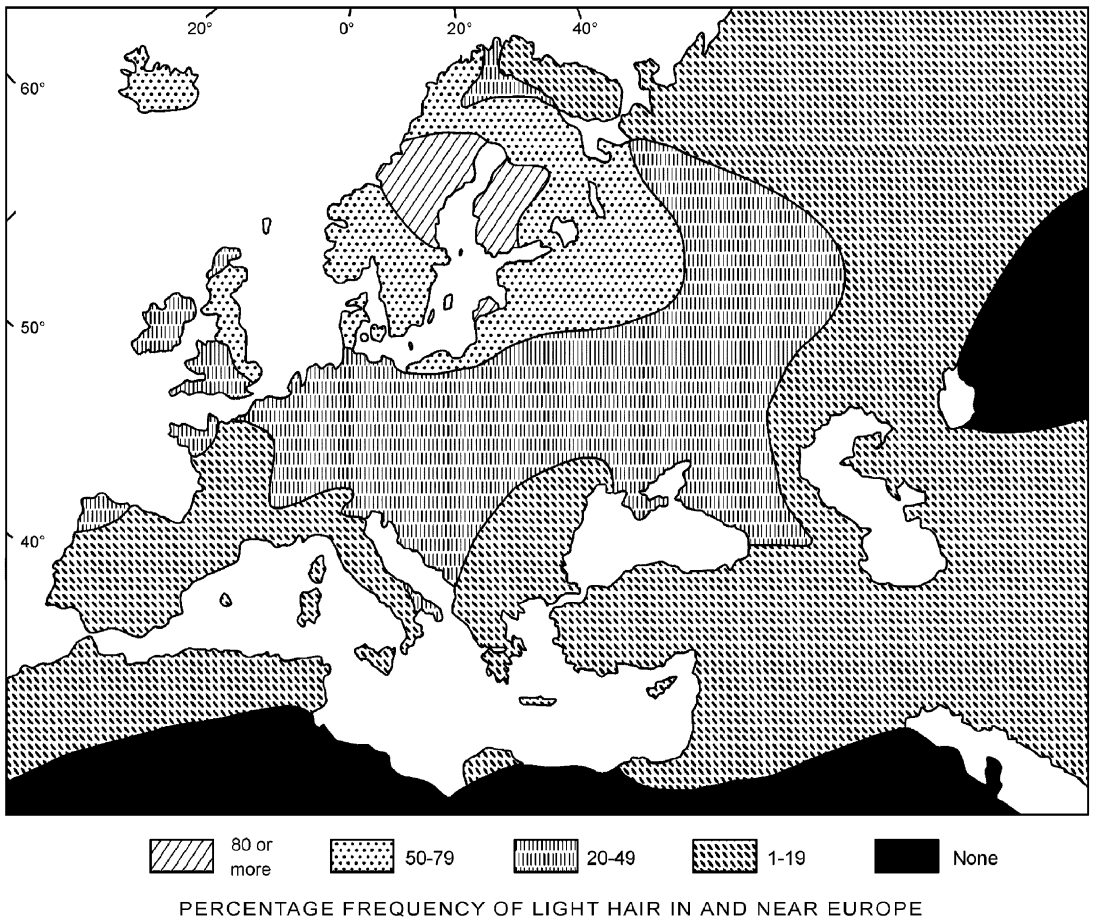 20° 0° 20° 40°
60°
50°
40°
80 or more 50-79 20-49 1-19 None
PERCENTAGE FREQUENCY OF LIGHT HAIR IN AND NEAR EUROPE